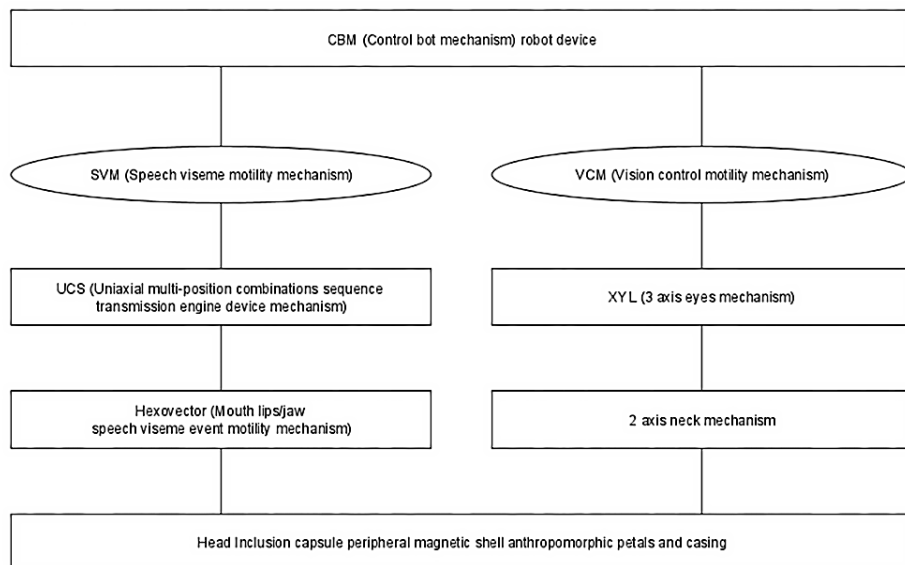 CBM (Control bot mechanism) robot device
SVM (Speech viseme motility mechanism)
VCM (Vision control motility mechanism)
UCS (Uniaxial multi-position combinations sequence
transmission engine device mechanism)
XYL (3 axis eyes mechanism)
Hexovector (Mouth lips/jaw
speech viseme event motility mechanism)
2 axis neck mechanism
Head Inclusion capsule peripheral magnetic shell anthropomorphic petals and casing